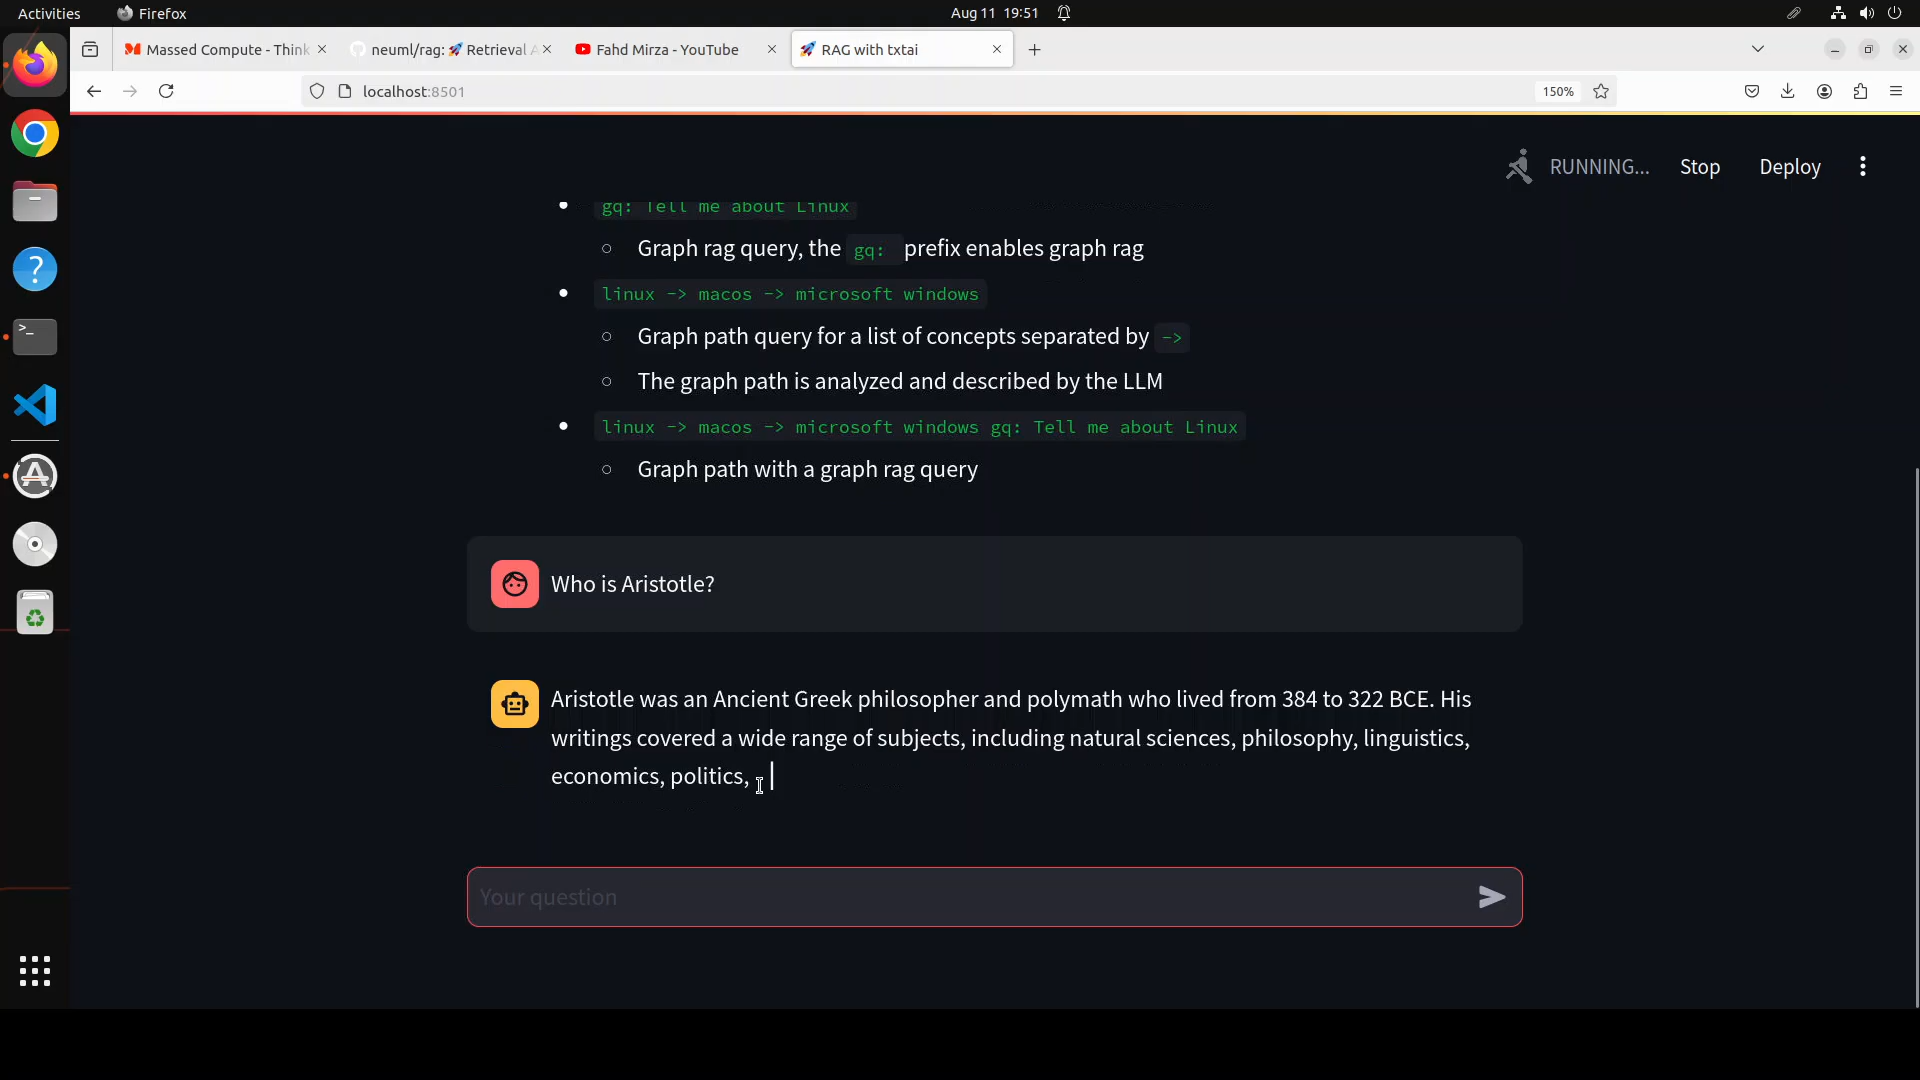 Activities
Firefox
Aug 11 19:51
Massed Compute - Think
neuml/rag: 🚀 Retrieval A
Fahd Mirza - YouTube
RAG with txtai
localhost:8501
150%
RUNNING...
Stop
Deploy
gq: Tell me about Linux
Graph rag query, the gq: prefix enables graph rag
linux -> macos -> microsoft windows
Graph path query for a list of concepts separated by ->
The graph path is analyzed and described by the LLM
linux -> macos -> microsoft windows gq: Tell me about Linux
Graph path with a graph rag query
Who is Aristotle?
Aristotle was an Ancient Greek philosopher and polymath who lived from 384 to 322 BCE. His
writings covered a wide range of subjects, including natural sciences, philosophy, linguistics,
economics, politics,
Your question